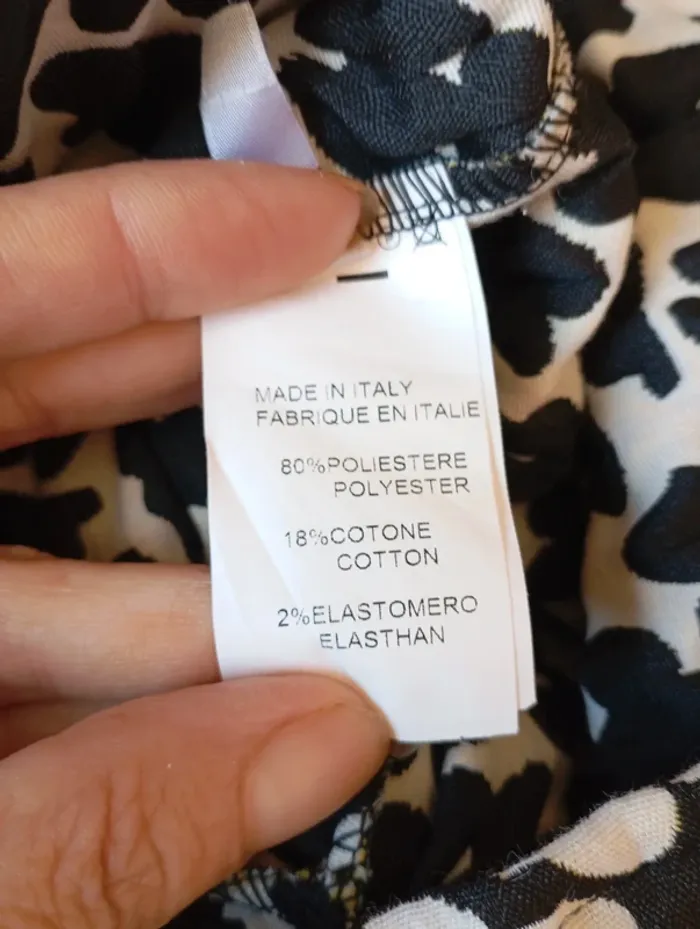 MADE IN ITALY
FABRIQUE EN ITALIE
80%POLIESTERE
POLYESTER
18%COTONE
COTTON
2%ELASTOMERO
ELASTHAN